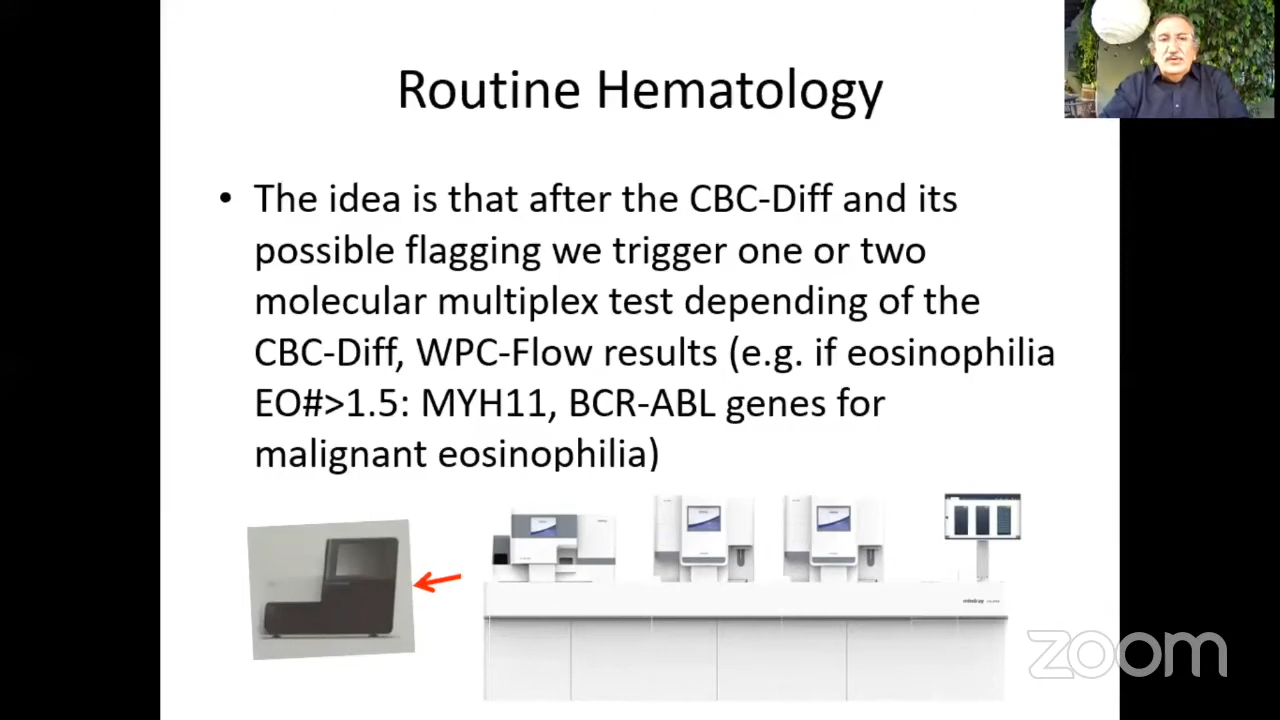 Routine Hematology
• The idea is that after the CBC-Diff and its
possible flagging we trigger one or two
molecular multiplex test depending of the
CBC-Diff, WPC-Flow results (e.g. if eosinophilia
EO#>1.5: MYH11, BCR-ABL genes for
malignant eosinophilia)
mindray
zoom